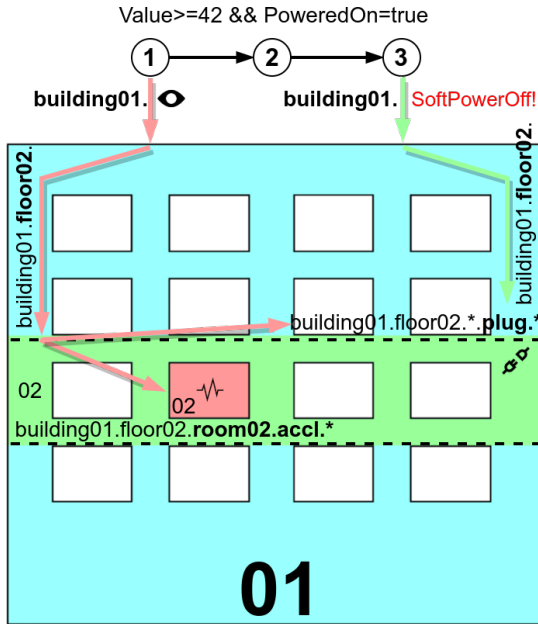 Value>=42 && PoweredOn=true
1
2
3
building01.
building01. SoftPowerOff!
building01.floor02.
building01.floor02.
building01.floor02.*.plug.*
02
02
building01.floor02.room02.accl.*
01